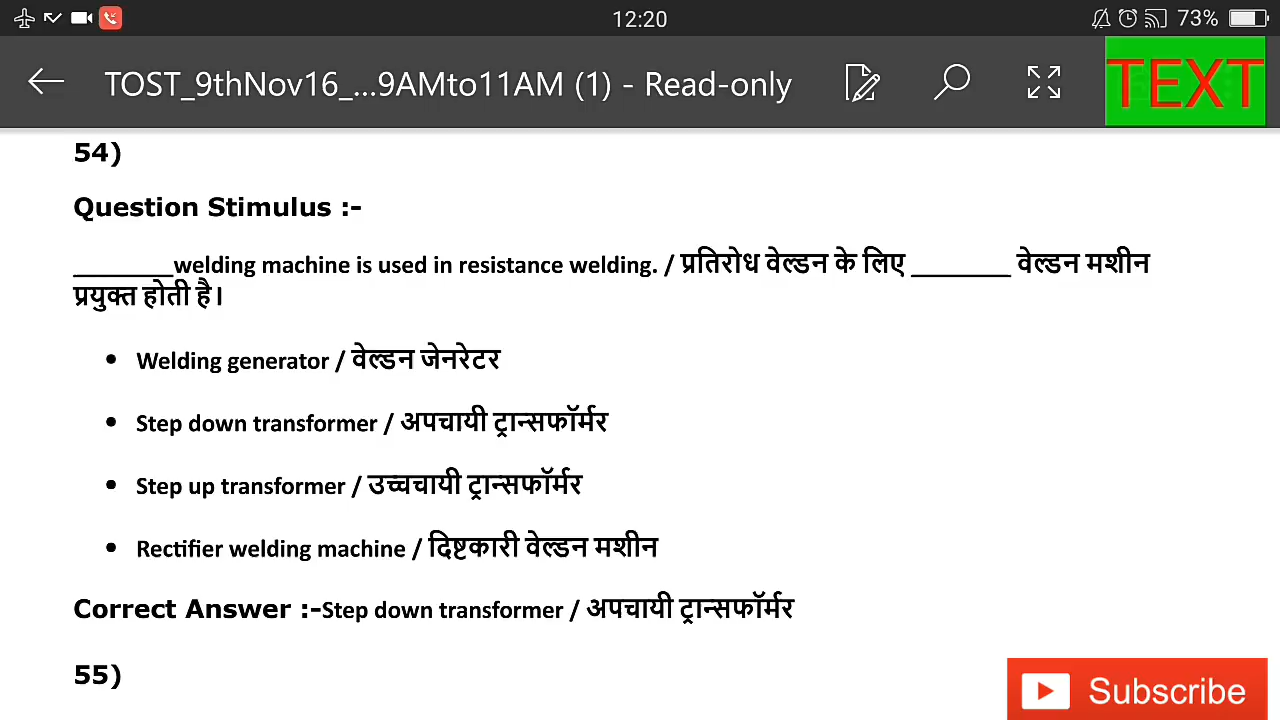 12:20
73%
TOST_9thNov16_...9AMto11AM (1) - Read-only
TEXT
54)
Question Stimulus :-
________welding machine is used in resistance welding. / प्रतिरोध वेल्डन के लिए ________ वेल्डन मशीन
प्रयुक्त होती है।
• Welding generator / वेल्डन जेनरेटर
• Step down transformer / अपचायी ट्रान्सफॉर्मर
• Step up transformer / उच्चचायी ट्रान्सफॉर्मर
• Rectifier welding machine / दिष्टकारी वेल्डन मशीन
Correct Answer :-Step down transformer / अपचायी ट्रान्सफॉर्मर
55)
Subscribe